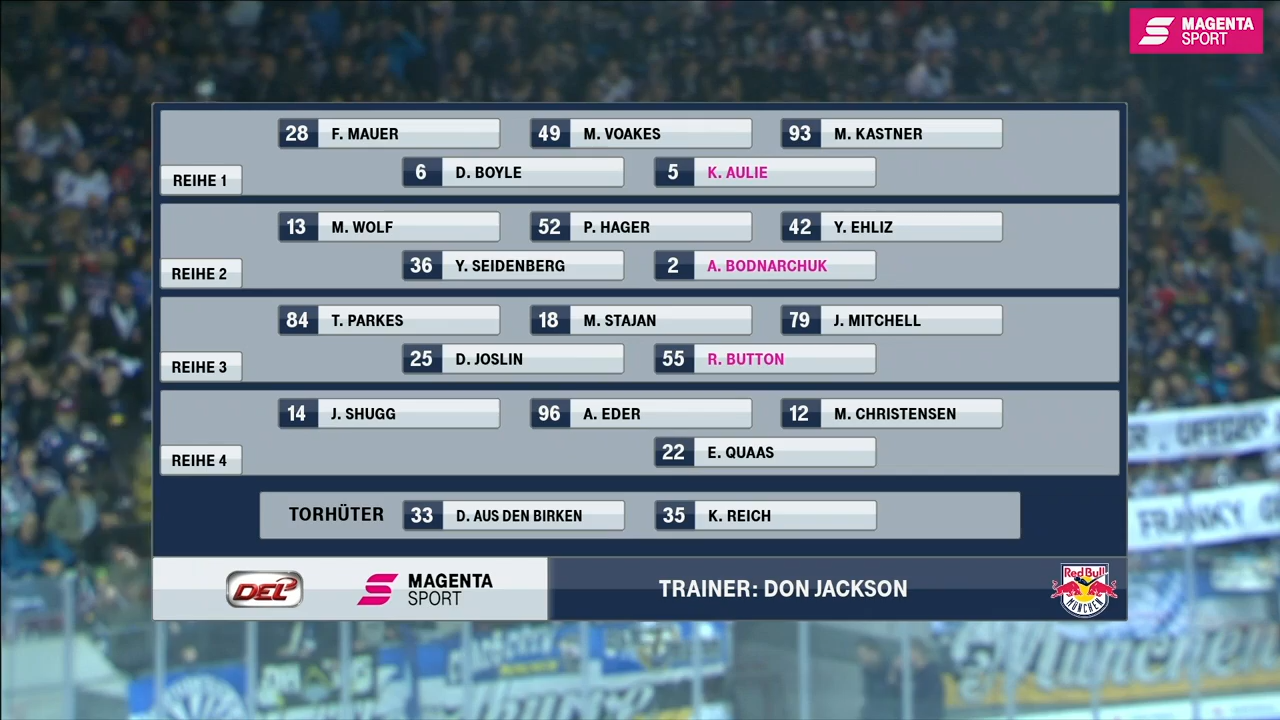 MAGENTA
SPORT
28 F. MAUER 49 M. VOAKES 93 M. KASTNER
6 D. BOYLE 5 K. AULIE
REIHE 1
13 M. WOLF 52 P. HAGER 42 Y. EHLIZ
36 Y. SEIDENBERG 2 A. BODNARCHUK
REIHE 2
84 T. PARKES 18 M. STAJAN 79 J. MITCHELL
25 D. JOSLIN 55 R. BUTTON
REIHE 3
14 J. SHUGG 96 A. EDER 12 M. CHRISTENSEN
22 E. QUAAS
REIHE 4
TORHÜTER 33 D. AUS DEN BIRKEN 35 K. REICH
DEL MAGENTA
SPORT
TRAINER: DON JACKSON
Red Bull
MÜNCHEN
FRANKY
München